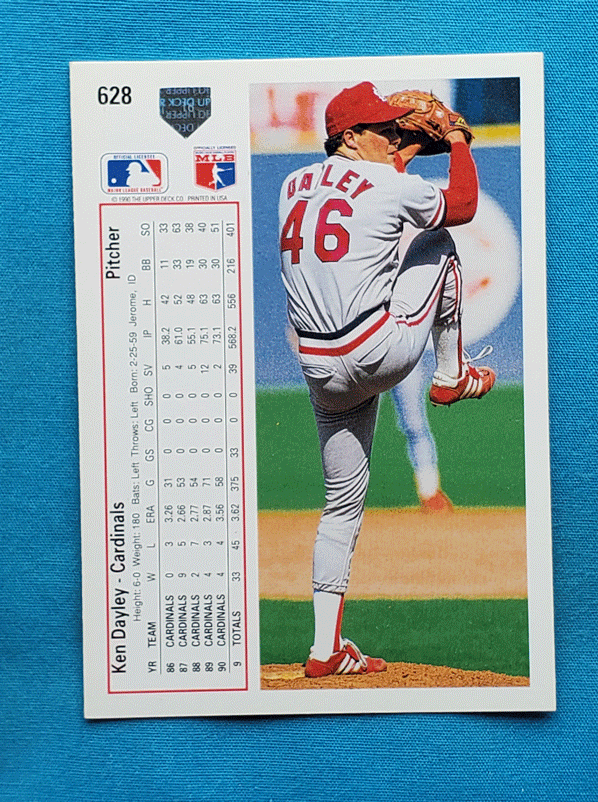 628
OFFICIAL LICENSEE
MAJOR LEAGUE BASEBALL
OFFICIALLY LICENSED
MLB
© 1990 THE UPPER DECK CO. PRINTED IN USA
Ken Dayley - Cardinals Pitcher
Height: 6-0 Weight: 180 Bats: Left Throws: Left Born: 2-25-59 Jerome, ID
YR TEAM W L ERA G GS CG SHO SV IP H BB SO
86 CARDINALS 0 3 3.26 31 0 0 0 5 38.2 42 11 33
87 CARDINALS 9 5 2.66 53 0 0 0 4 61.0 52 33 63
88 CARDINALS 2 7 2.77 54 0 0 0 5 55.1 48 19 38
89 CARDINALS 4 3 2.87 71 0 0 0 12 75.1 63 30 40
90 CARDINALS 4 4 3.56 58 0 0 0 2 73.1 63 30 51
9 TOTALS 33 45 3.62 375 33 0 0 39 568.2 556 216 401
DAYLEY
46